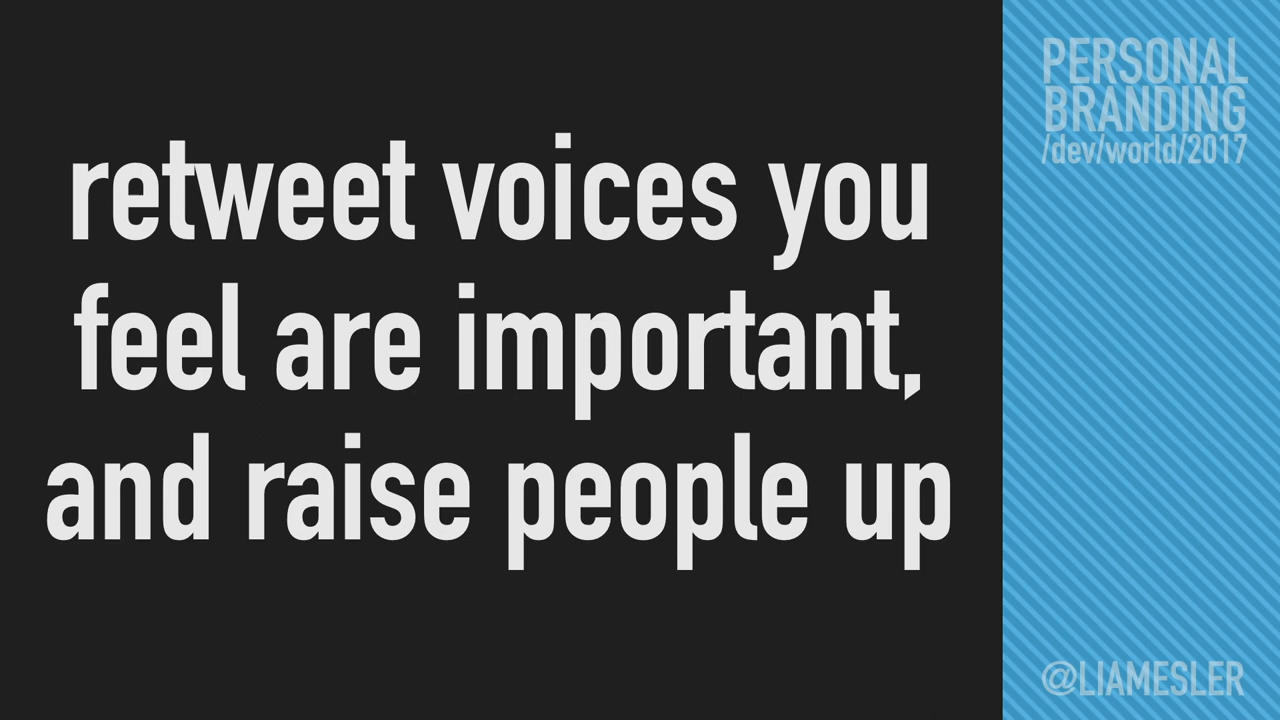 retweet voices you
feel are important,
and raise people up
PERSONAL
BRANDING
/dev/world/2017
@LIAMESLER